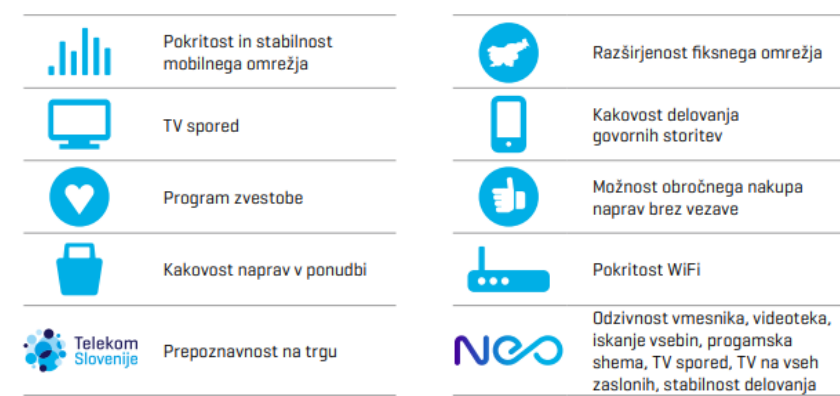 Pokritost in stabilnost
mobilnega omrežja
TV spored
Program zvestobe
Kakovost naprav v ponudbi
Telekom
Slovenije
Prepoznavnost na trgu
Razširjenost fiksnega omrežja
Kakovost delovanja
govornih storitev
Možnost obročnega nakupa
naprav brez vezave
Pokritost WiFi
NEO
Odzivnost vmesnika, videoteka,
iskanje vsebin, progamska
shema, TV spored, TV na vseh
zaslonih, stabilnost delovanja